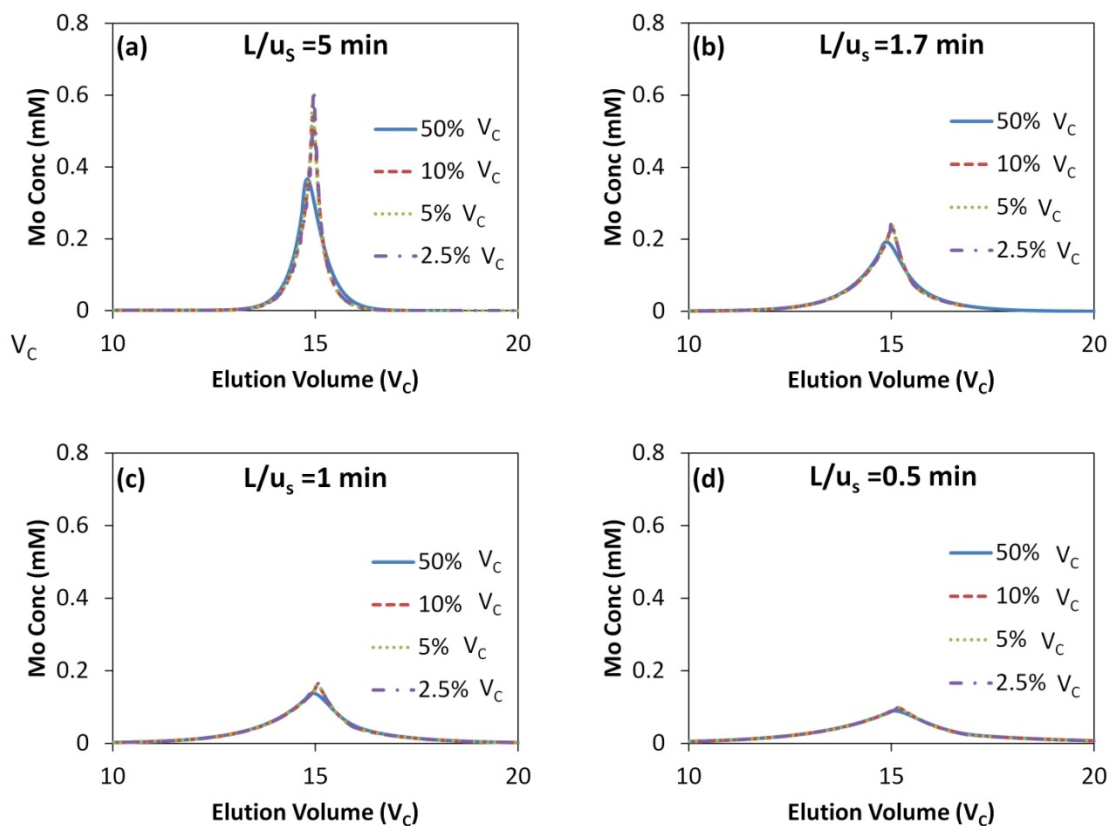 (a) L/uS =5 min
0.8
0.6
0.4
0.2
0
Mo Conc (mM)
50% VC
10% VC
5% VC
2.5% VC
10 15 20
VC
Elution Volume (VC)
(b) L/us =1.7 min
0.8
0.6
0.4
0.2
0
Mo Conc (mM)
50% VC
10% VC
5% VC
2.5% VC
10 15 20
Elution Volume (VC)
(c) L/us =1 min
0.8
0.6
0.4
0.2
0
Mo Conc (mM)
50% VC
10% VC
5% VC
2.5% VC
10 15 20
Elution Volume (VC)
(d) L/us =0.5 min
0.8
0.6
0.4
0.2
0
Mo Conc (mM)
50% VC
10% VC
5% VC
2.5% VC
10 15 20
Elution Volume (VC)